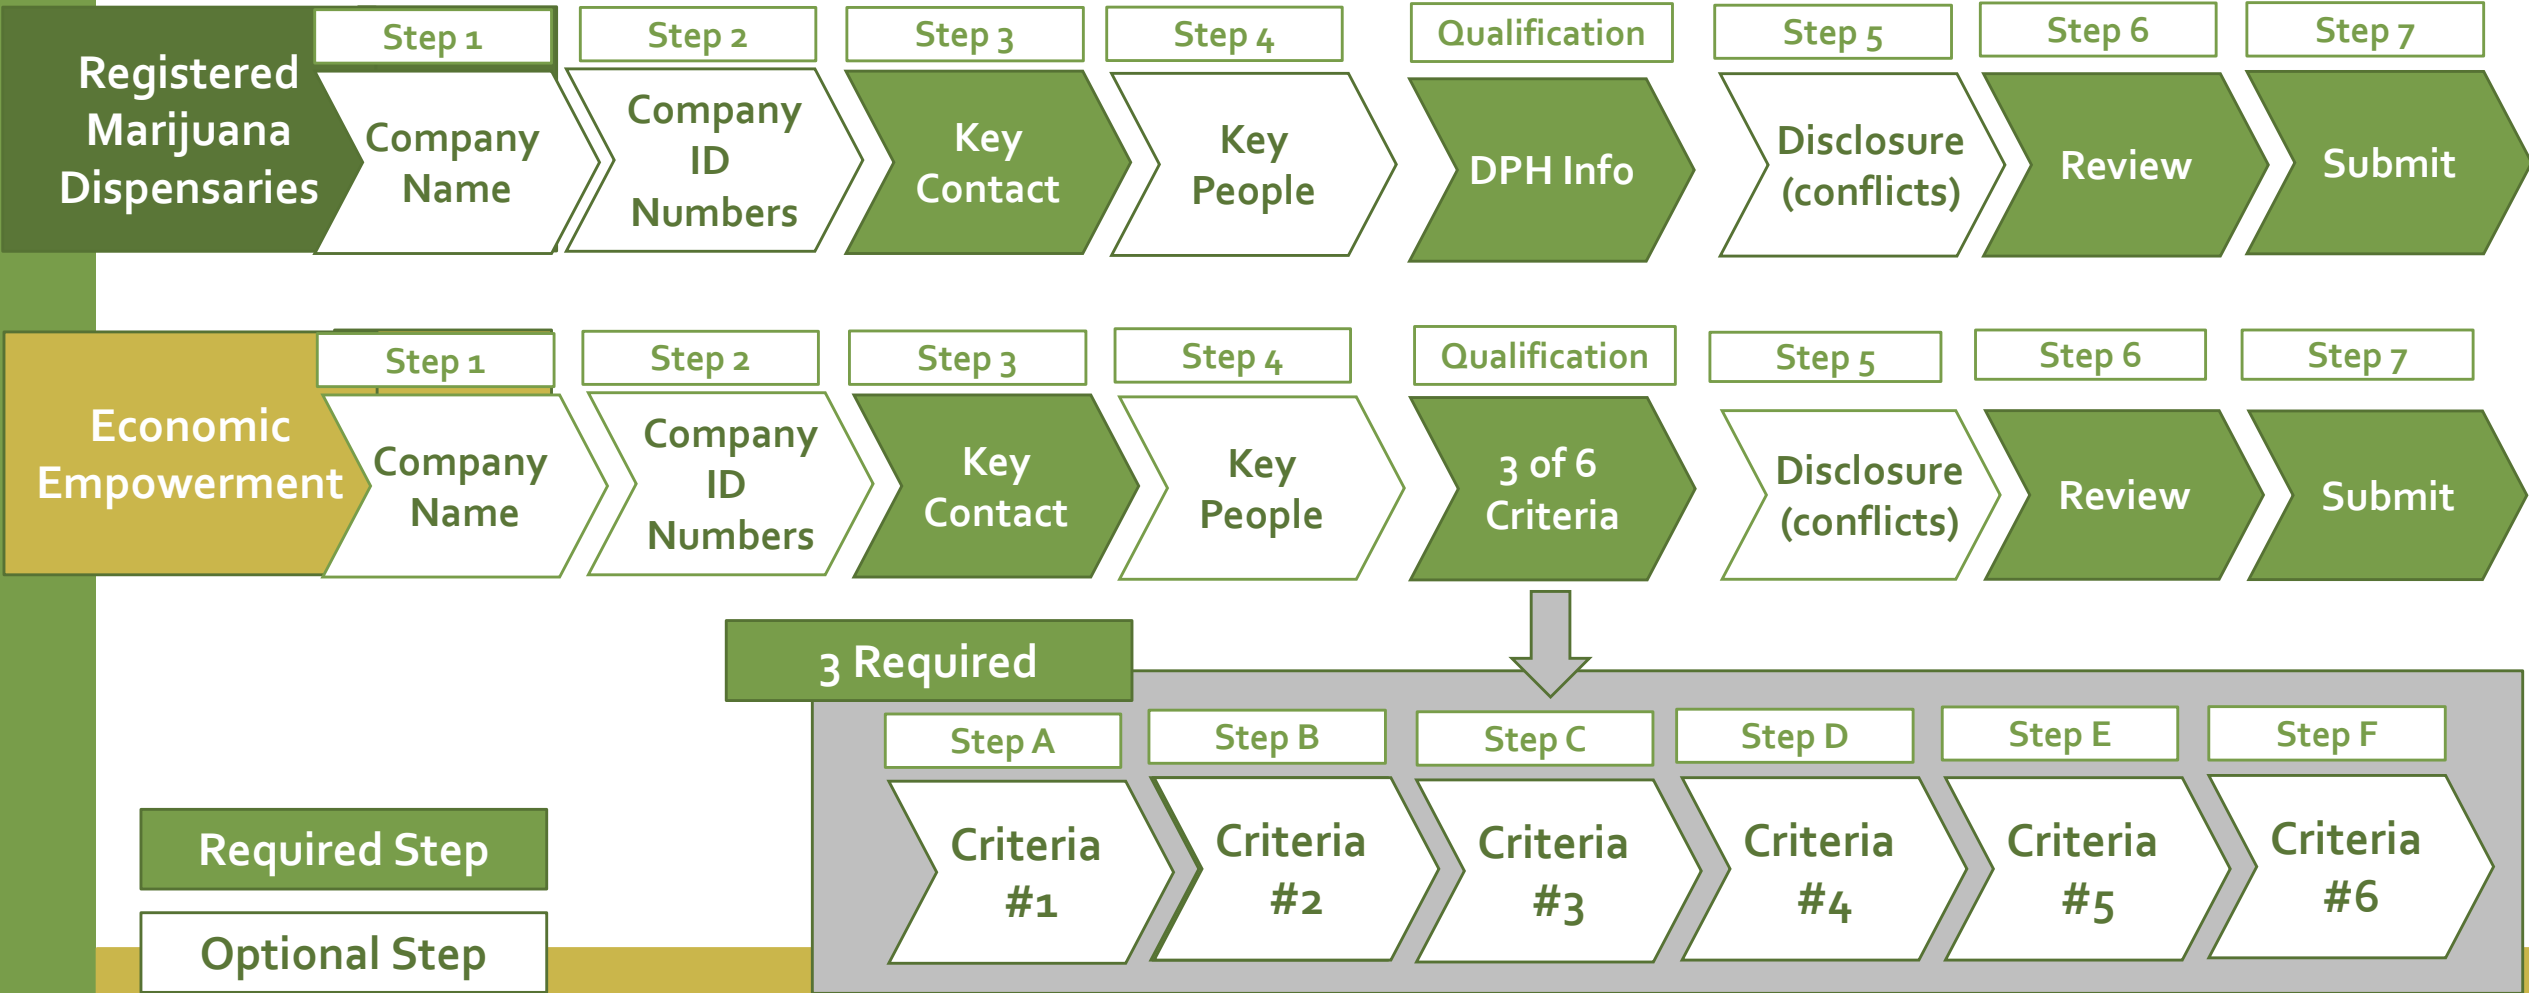 Registered
Marijuana
Dispensaries
Step 1
Company
Name
Step 2
Company
ID
Numbers
Step 3
Key
Contact
Step 4
Key
People
Qualification
DPH Info
Step 5
Disclosure
(conflicts)
Step 6
Review
Step 7
Submit
Economic
Empowerment
Step 1
Company
Name
Step 2
Company
ID
Numbers
Step 3
Key
Contact
Step 4
Key
People
Qualification
3 of 6
Criteria
Step 5
Disclosure
(conflicts)
Step 6
Review
Step 7
Submit
3 Required
Step A
Criteria
#1
Step B
Criteria
#2
Step C
Criteria
#3
Step D
Criteria
#4
Step E
Criteria
#5
Step F
Criteria
#6
Required Step
Optional Step